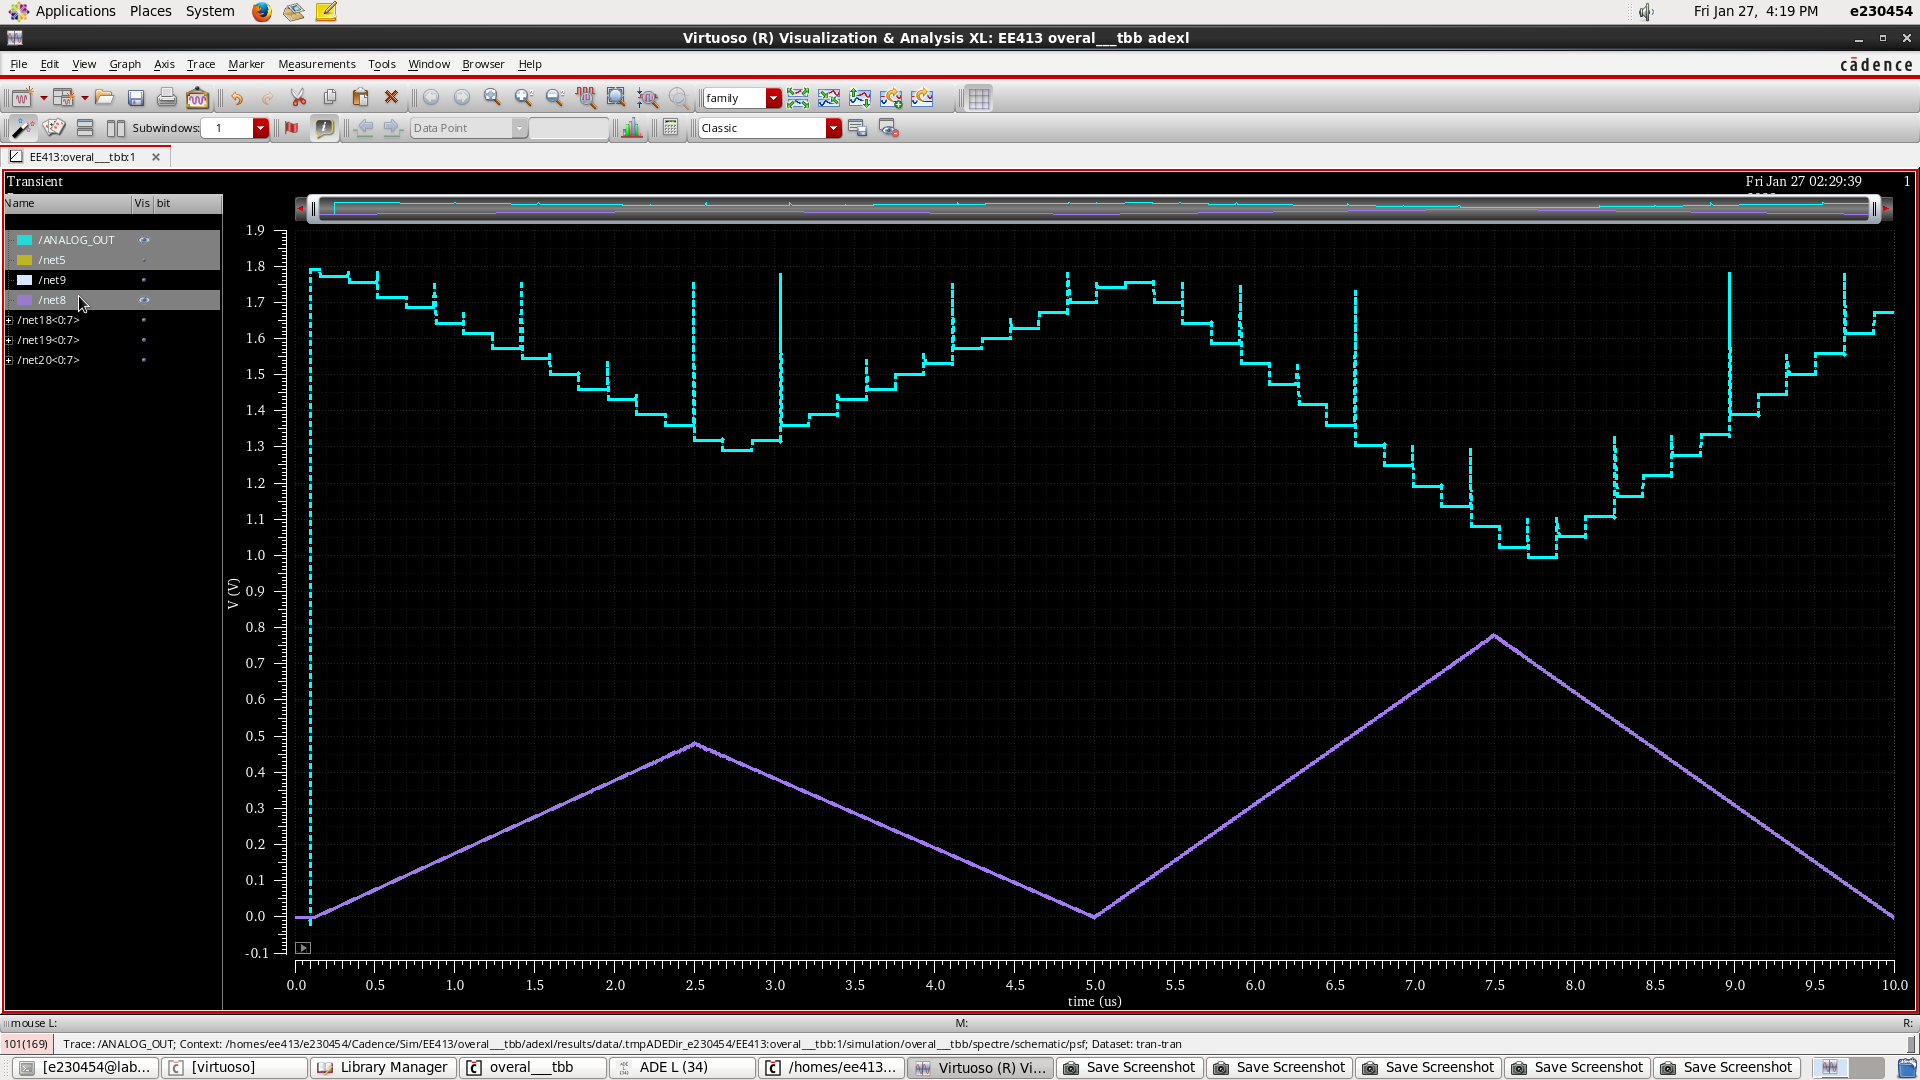 Applications Places System Fri Jan 27, 4:19 PM e230454
Virtuoso (R) Visualization & Analysis XL: EE413 overal___tbb adexl
File Edit View Graph Axis Trace Marker Measurements Tools Window Browser Help cādence
family
Subwindows: 1 Data Point Classic
EE413:overal___tbb:1
Transient Fri Jan 27 02:29:39 1
Name Vis bit
/ANALOG_OUT
/net5
/net9
/net8
/net18<0:7>
/net19<0:7>
/net20<0:7>
1.9
1.8
1.7
1.6
1.5
1.4
1.3
1.2
1.1
1.0
0.9
0.8
0.7
0.6
0.5
0.4
0.3
0.2
0.1
0.0
-0.1
V (V)
0.0 0.5 1.0 1.5 2.0 2.5 3.0 3.5 4.0 4.5 5.0 5.5 6.0 6.5 7.0 7.5 8.0 8.5 9.0 9.5 10.0
time (us)
mouse L: M: R:
101(169) Trace: /ANALOG_OUT; Context: /homes/ee413/e230454/Cadence/Sim/EE413/overal___tbb/adexl/results/data/.tmpADEDir_e230454/EE413:overal___tbb:1/simulation/overal___tbb/spectre/schematic/psf; Dataset: tran-tran
[e230454@lab... [virtuoso] Library Manager overal___tbb ADE L (34) /homes/ee413... Virtuoso (R) Vi... Save Screenshot Save Screenshot Save Screenshot Save Screenshot Save Screenshot